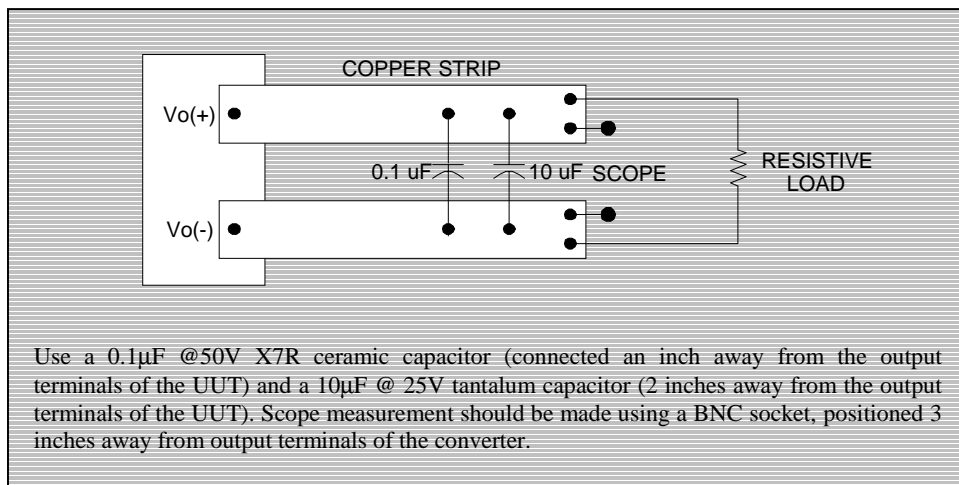 COPPER STRIP
Vo(+)
0.1 uF
10 uF
SCOPE
RESISTIVE
LOAD
Vo(-)
Use a 0.1μF @50V X7R ceramic capacitor (connected an inch away from the output
terminals of the UUT) and a 10μF @ 25V tantalum capacitor (2 inches away from the output
terminals of the UUT). Scope measurement should be made using a BNC socket, positioned 3
inches away from output terminals of the converter.